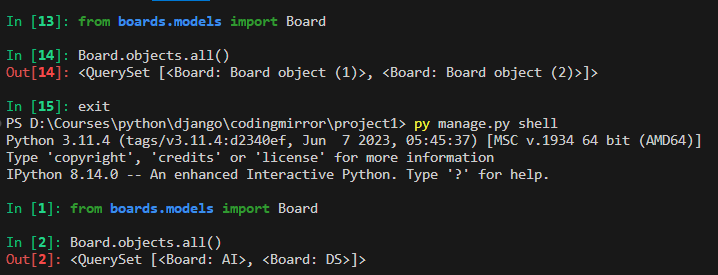 In [13]: from boards.models import Board
In [14]: Board.objects.all()
Out[14]: <QuerySet [<Board: Board object (1)>, <Board: Board object (2)>]>
In [15]: exit
PS D:\Courses\python\django\codingmirror\project1> py manage.py shell
Python 3.11.4 (tags/v3.11.4:d2340ef, Jun  7 2023, 05:45:37) [MSC v.1934 64 bit (AMD64)]
Type 'copyright', 'credits' or 'license' for more information
IPython 8.14.0 -- An enhanced Interactive Python. Type '?' for help.
In [1]: from boards.models import Board
In [2]: Board.objects.all()
Out[2]: <QuerySet [<Board: AI>, <Board: DS>]>